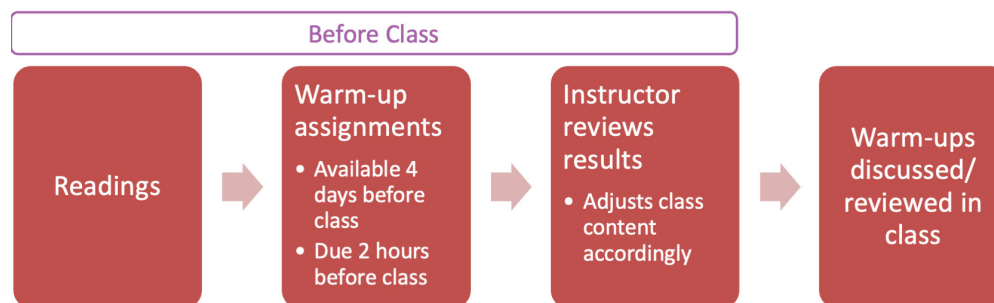 Before Class
Readings
Warm-up
assignments
• Available 4
days before
class
• Due 2 hours
before class
Instructor
reviews
results
• Adjusts class
content
accordingly
Warm-ups
discussed/
reviewed in
class